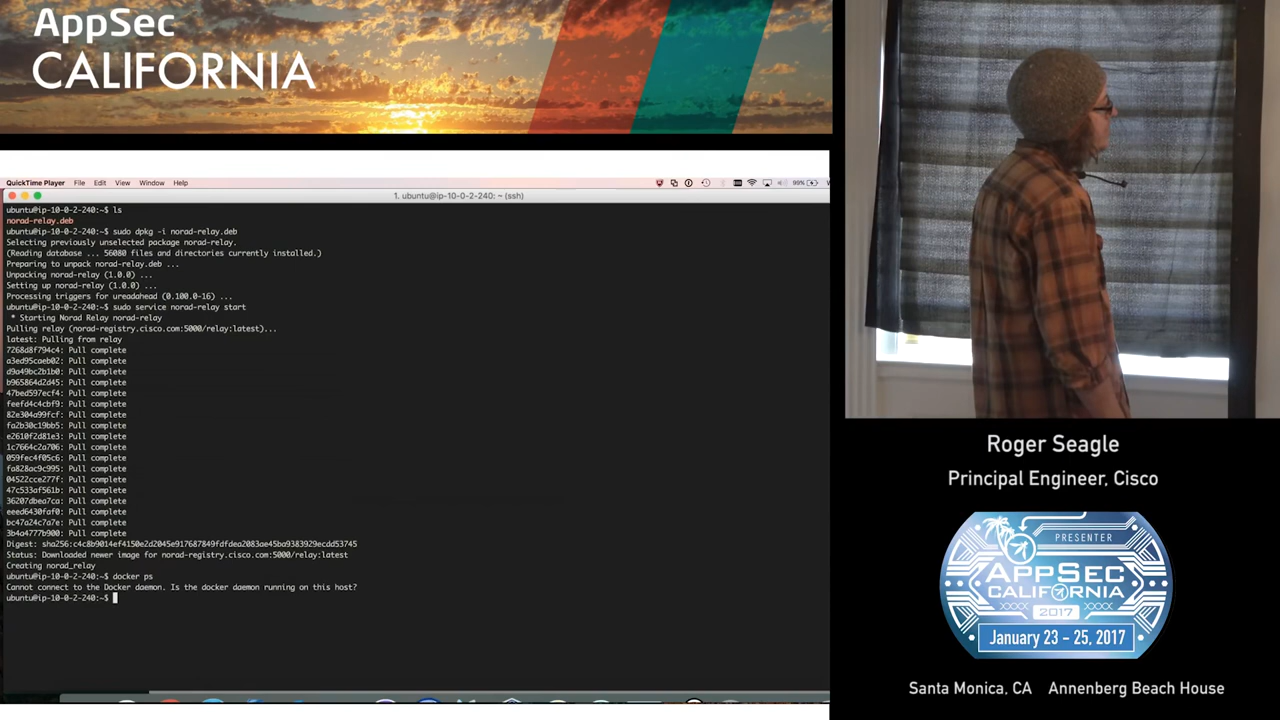 AppSec
CALIFORNIA
QuickTime Player File Edit View Window Help
99%
1. ubuntu@ip-10-0-2-240: ~ (ssh)
ubuntu@ip-10-0-2-240:~$ ls
norad-relay.deb
ubuntu@ip-10-0-2-240:~$ sudo dpkg -i norad-relay.deb
Selecting previously unselected package norad-relay.
(Reading database ... 56080 files and directories currently installed.)
Preparing to unpack norad-relay.deb ...
Unpacking norad-relay (1.0.0) ...
Setting up norad-relay (1.0.0) ...
Processing triggers for ureadahead (0.100.0-16) ...
ubuntu@ip-10-0-2-240:~$ sudo service norad-relay start
* Starting Norad Relay norad-relay
Pulling relay (norad-registry.cisco.com:5000/relay:latest)...
latest: Pulling from relay
7268d8f794c4: Pull complete
a3ed95caeb02: Pull complete
d9a49bc2b1b0: Pull complete
b965864d2d45: Pull complete
47bed597ecf4: Pull complete
feefd4c4cbf9: Pull complete
82e304a99fcf: Pull complete
fa2b30c19bb5: Pull complete
e2610f2d81e3: Pull complete
1c7664c2a706: Pull complete
059fec4f05c6: Pull complete
fa828ac9c995: Pull complete
04522cce277f: Pull complete
47c533af561b: Pull complete
36207dbea7ca: Pull complete
eeed6430faf0: Pull complete
bc47a24c7a7e: Pull complete
3b4a4777b900: Pull complete
Digest: sha256:c4c8b9014ef4150e2d2045e917687849fdfdea2083ae45ba9383929ecdd53745
Status: Downloaded newer image for norad-registry.cisco.com:5000/relay:latest
Creating norad_relay
ubuntu@ip-10-0-2-240:~$ docker ps
Cannot connect to the Docker daemon. Is the docker daemon running on this host?
ubuntu@ip-10-0-2-240:~$
Roger Seagle
Principal Engineer, Cisco
PRESENTER
APPSEC
CALIFORNIA
2017
January 23 - 25, 2017
Santa Monica, CA Annenberg Beach House